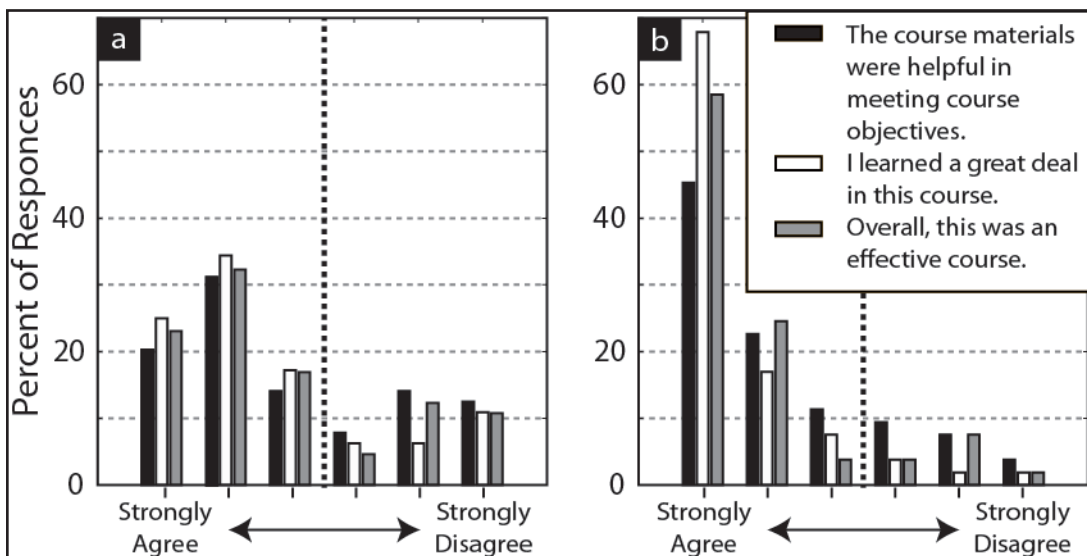 a
b
Percent of Responces
60
40
20
0
60
40
20
0
The course materials
were helpful in
meeting course
objectives.
I learned a great deal
in this course.
Overall, this was an
effective course.
Strongly
Agree
Strongly
Disagree
Strongly
Agree
Strongly
Disagree